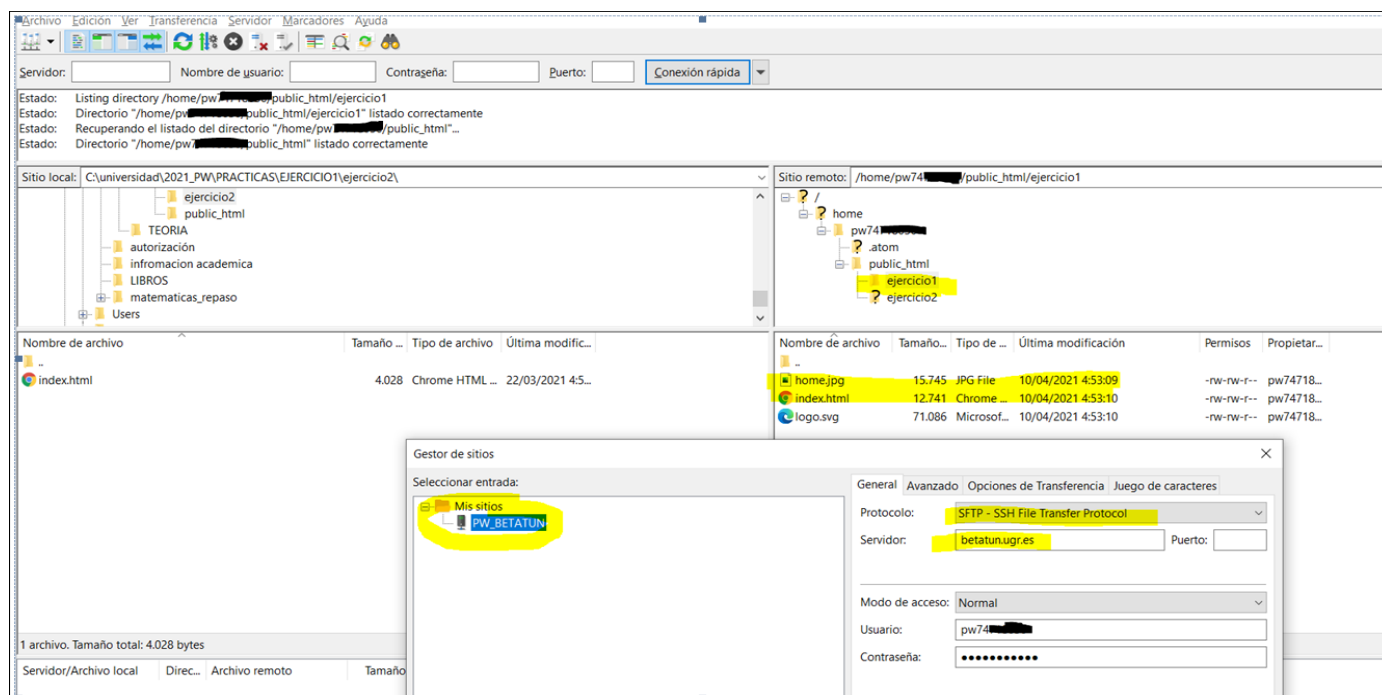 Archivo Edición Ver Transferencia Servidor Marcadores Ayuda
Servidor: Nombre de usuario: Contraseña: Puerto: Conexión rápida
Estado: Listing directory /home/pw7 public_html/ejercicio1
Estado: Directorio "/home/pw public_html/ejercicio1" listado correctamente
Estado: Recuperando el listado del directorio "/home/pw /public_html"...
Estado: Directorio "/home/pw7 public_html" listado correctamente
Sitio local: C:\universidad\2021_PW\PRACTICAS\EJERCICIO1\ejercicio2\
ejercicio2
public_html
TEORIA
autorización
infromacion academica
LIBROS
matematicas_repaso
Users
Sitio remoto: /home/pw74 /public_html/ejercicio1
/
home
pw74
.atom
public_html
ejercicio1
ejercicio2
Nombre de archivo Tamaño ... Tipo de archivo Última modific...
..
index.html 4.028 Chrome HTML ... 22/03/2021 4:5...
1 archivo. Tamaño total: 4.028 bytes
Nombre de archivo Tamaño... Tipo de ... Última modificación Permisos Propietar...
..
home.jpg 15.745 JPG File 10/04/2021 4:53:09 -rw-rw-r-- pw74718...
index.html 12.741 Chrome ... 10/04/2021 4:53:10 -rw-rw-r-- pw74718...
logo.svg 71.086 Microsof... 10/04/2021 4:53:10 -rw-rw-r-- pw74718...
Servidor/Archivo local Direc... Archivo remoto Tamaño
Gestor de sitios
Seleccionar entrada:
Mis sitios
PW_BETATUN
General Avanzado Opciones de Transferencia Juego de caracteres
Protocolo: SFTP - SSH File Transfer Protocol
Servidor: betatun.ugr.es Puerto:
Modo de acceso: Normal
Usuario: pw74
Contraseña: ●●●●●●●●●●●